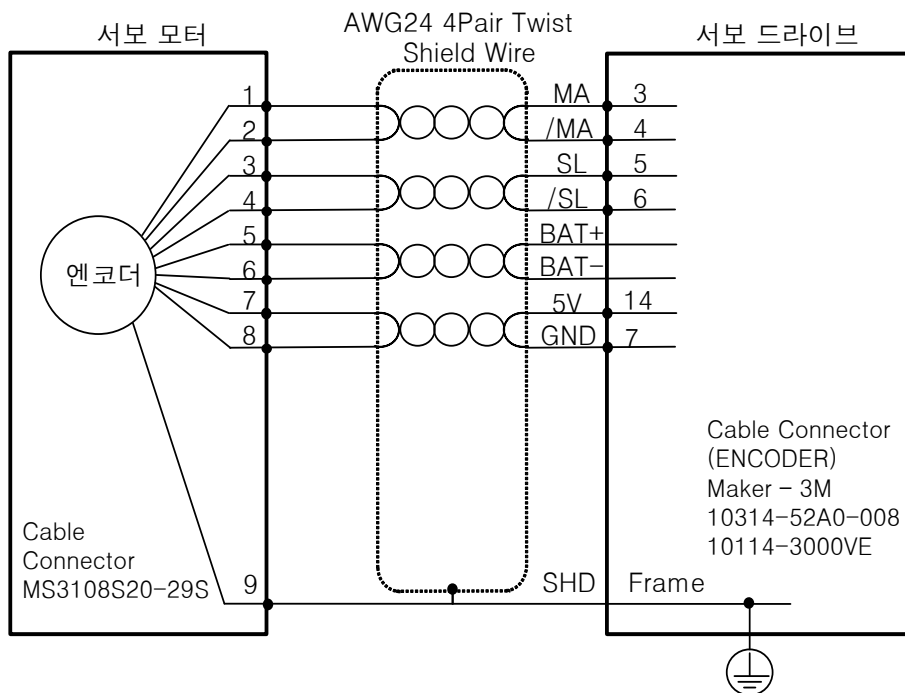 서보 모터
AWG24 4Pair Twist
Shield Wire
서보 드라이브
1 MA 3
2 /MA 4
3 SL 5
4 /SL 6
5 BAT+
엔코더
6 BAT-
7 5V 14
8 GND 7
Cable Connector
(ENCODER)
Maker - 3M
10314-52A0-008
10114-3000VE
Cable
Connector
MS3108S20-29S
9 SHD Frame